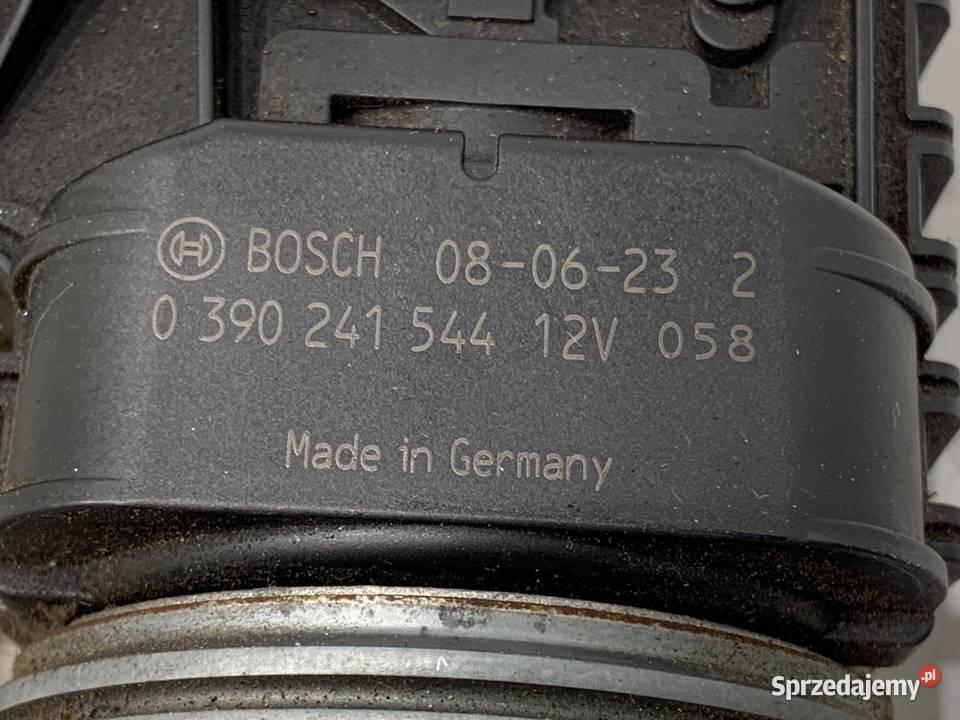 BOSCH 08-06-23 2
0 390 241 544 12V 058
Made in Germany
Sprzedajemy.pl